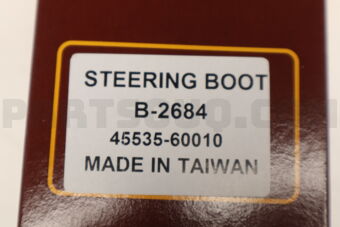 STEERING BOOT
B-2684
45535-60010
MADE IN TAIWAN